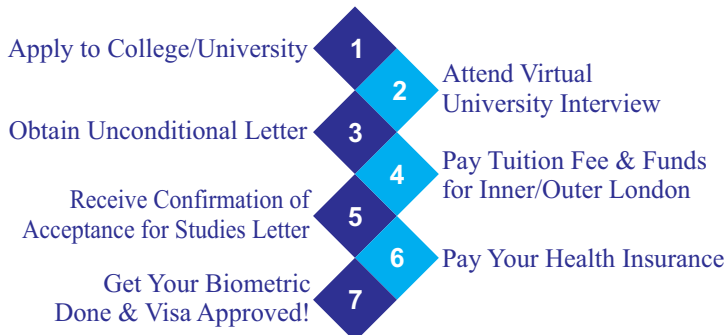 Apply to College/University
1
2
Attend Virtual
University Interview
Obtain Unconditional Letter
3
4
Pay Tuition Fee & Funds
for Inner/Outer London
Receive Confirmation of
Acceptance for Studies Letter
5
6
Pay Your Health Insurance
Get Your Biometric
Done & Visa Approved!
7